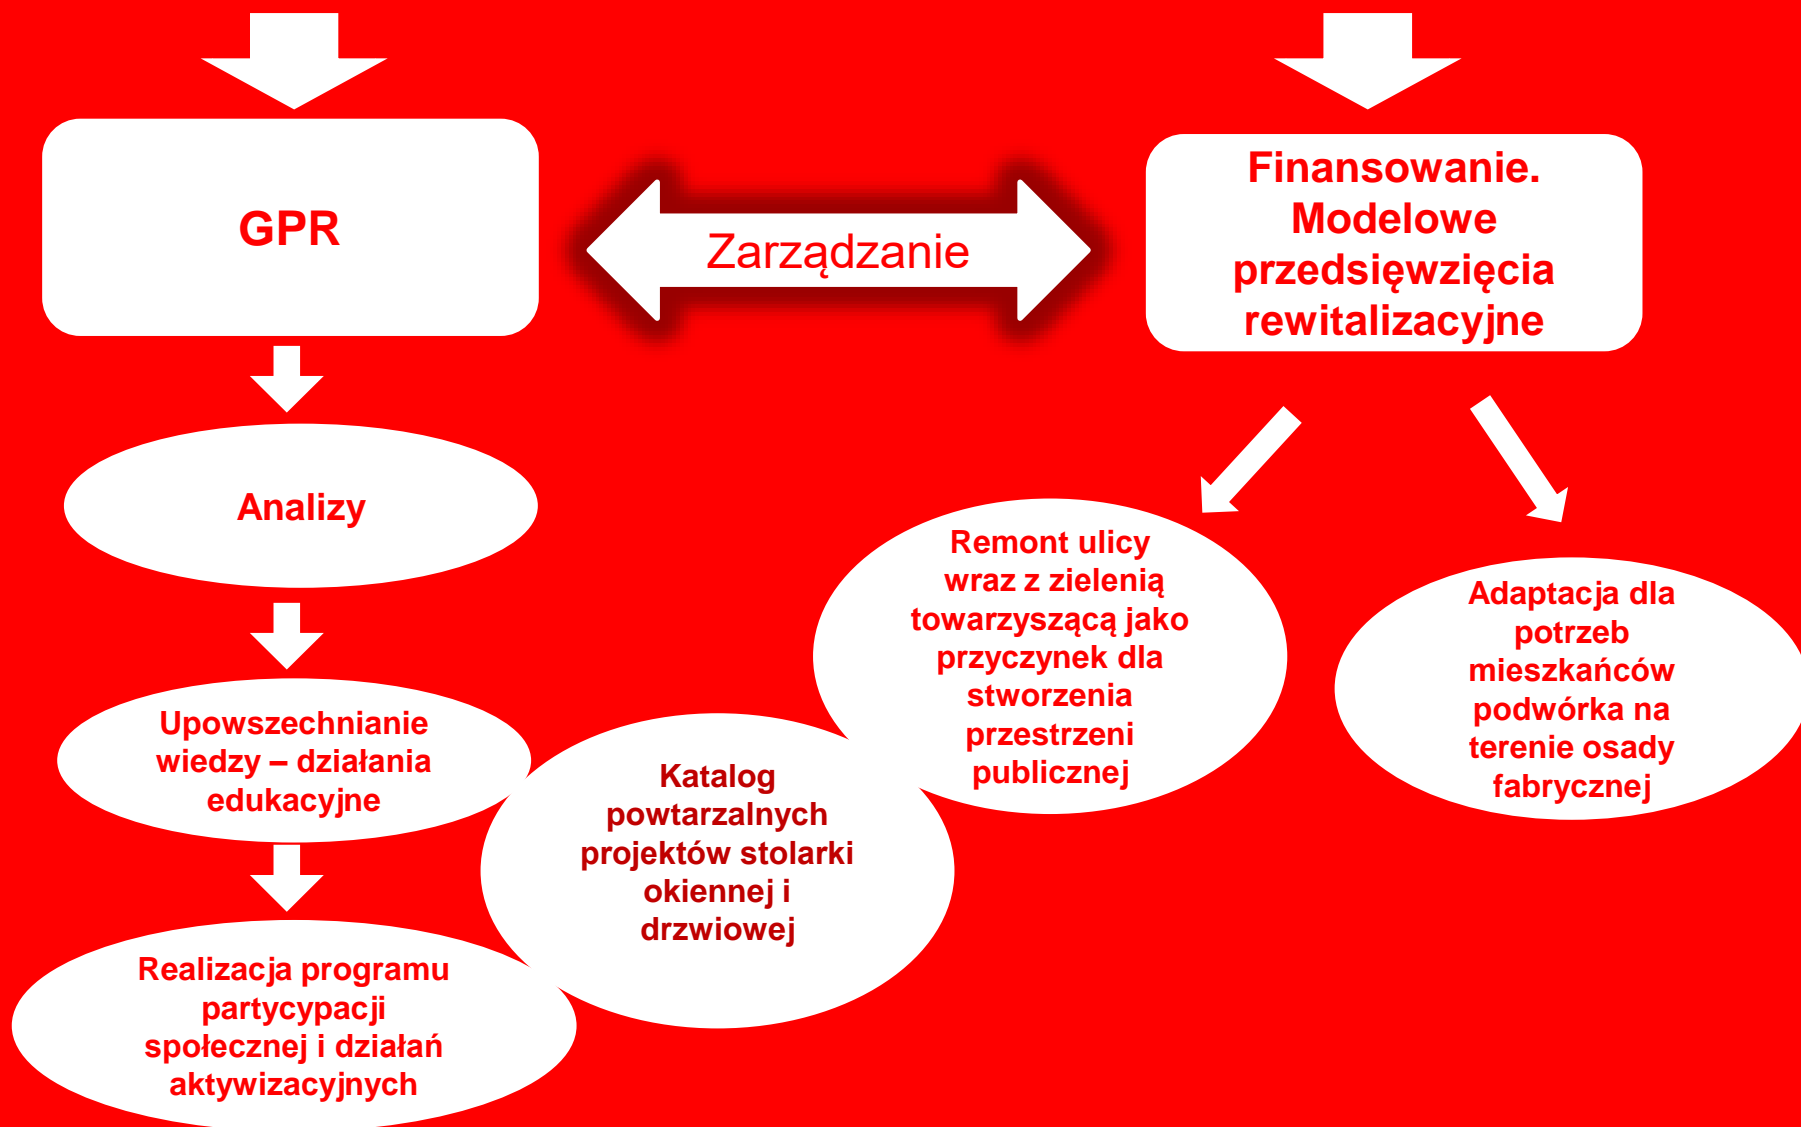 GPR
Zarządzanie
Finansowanie.
Modelowe
przedsięwzięcia
rewitalizacyjne
Analizy
Upowszechnianie
wiedzy – działania
edukacyjne
Realizacja programu
partycypacji
społecznej i działań
aktywizacyjnych
Katalog
powtarzalnych
projektów stolarki
okiennej i
drzwiowej
Remont ulicy
wraz z zielenią
towarzyszącą jako
przyczynek dla
stworzenia
przestrzeni
publicznej
Adaptacja dla
potrzeb
mieszkańców
podwórka na
terenie osady
fabrycznej